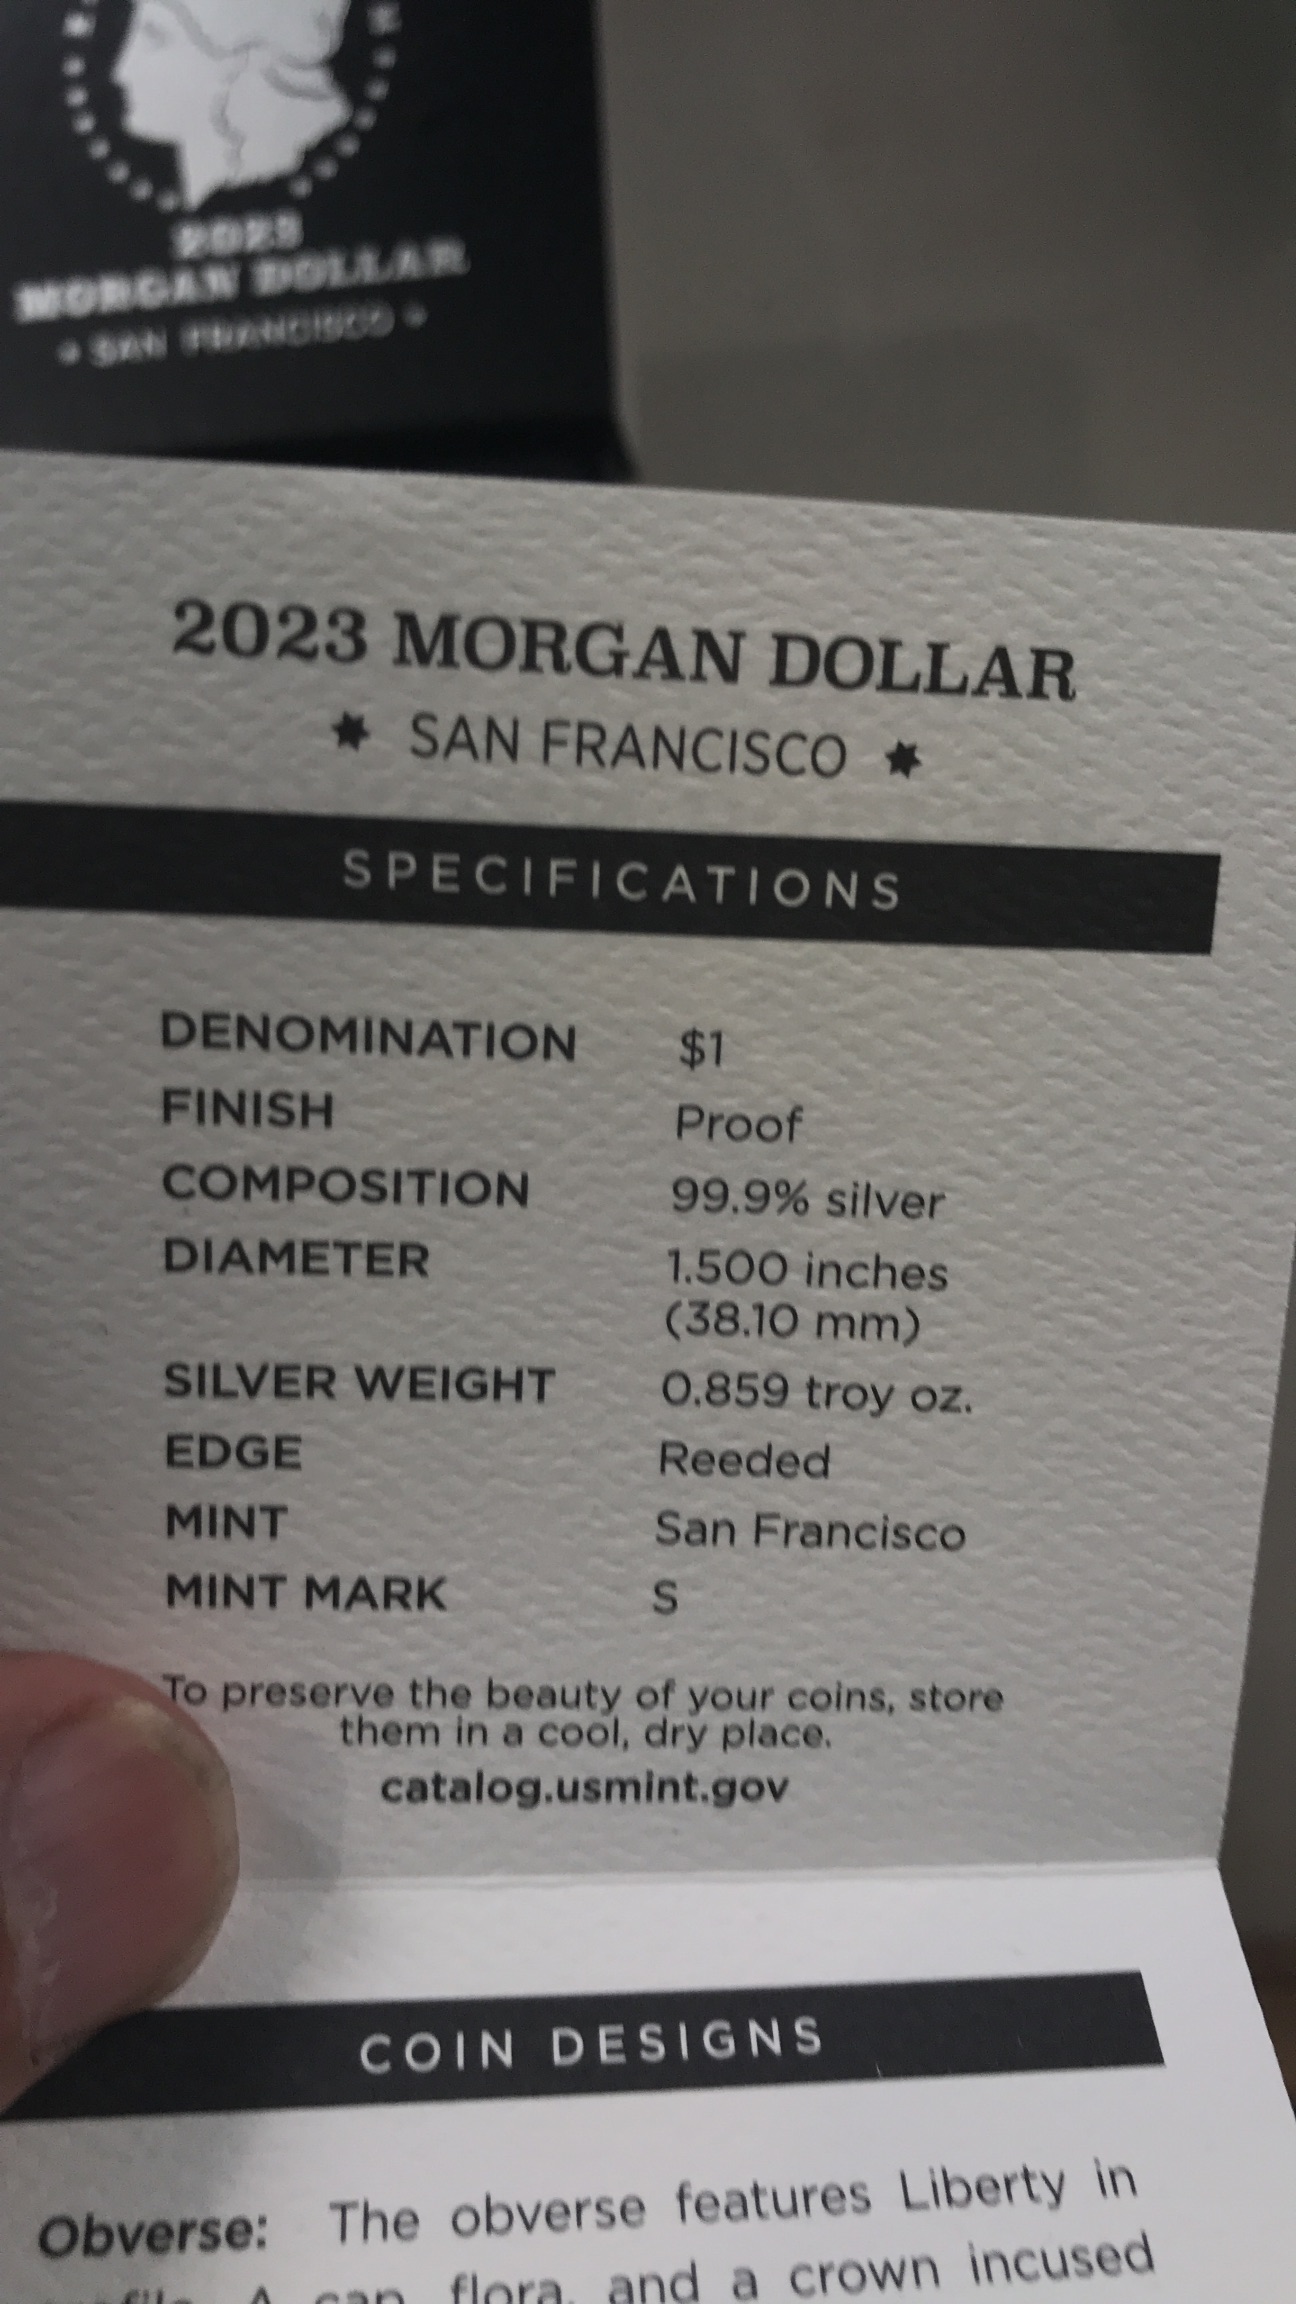 2023
MORGAN DOLLAR
SAN FRANCISCO
2023 MORGAN DOLLAR
SAN FRANCISCO
SPECIFICATIONS
DENOMINATION $1
FINISH Proof
COMPOSITION 99.9% silver
DIAMETER 1.500 inches
(38.10 mm)
SILVER WEIGHT 0.859 troy oz.
EDGE Reeded
MINT San Francisco
MINT MARK S
To preserve the beauty of your coins, store
them in a cool, dry place.
catalog.usmint.gov
COIN DESIGNS
Obverse: The obverse features Liberty in
A cap, flora, and a crown incused